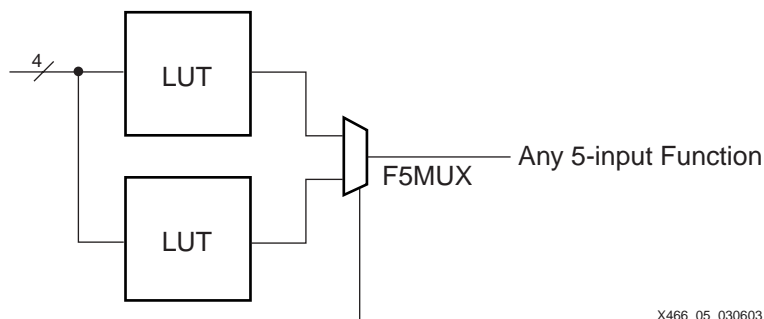 4
LUT
F5MUX
Any 5-input Function
LUT
X466_05_030603